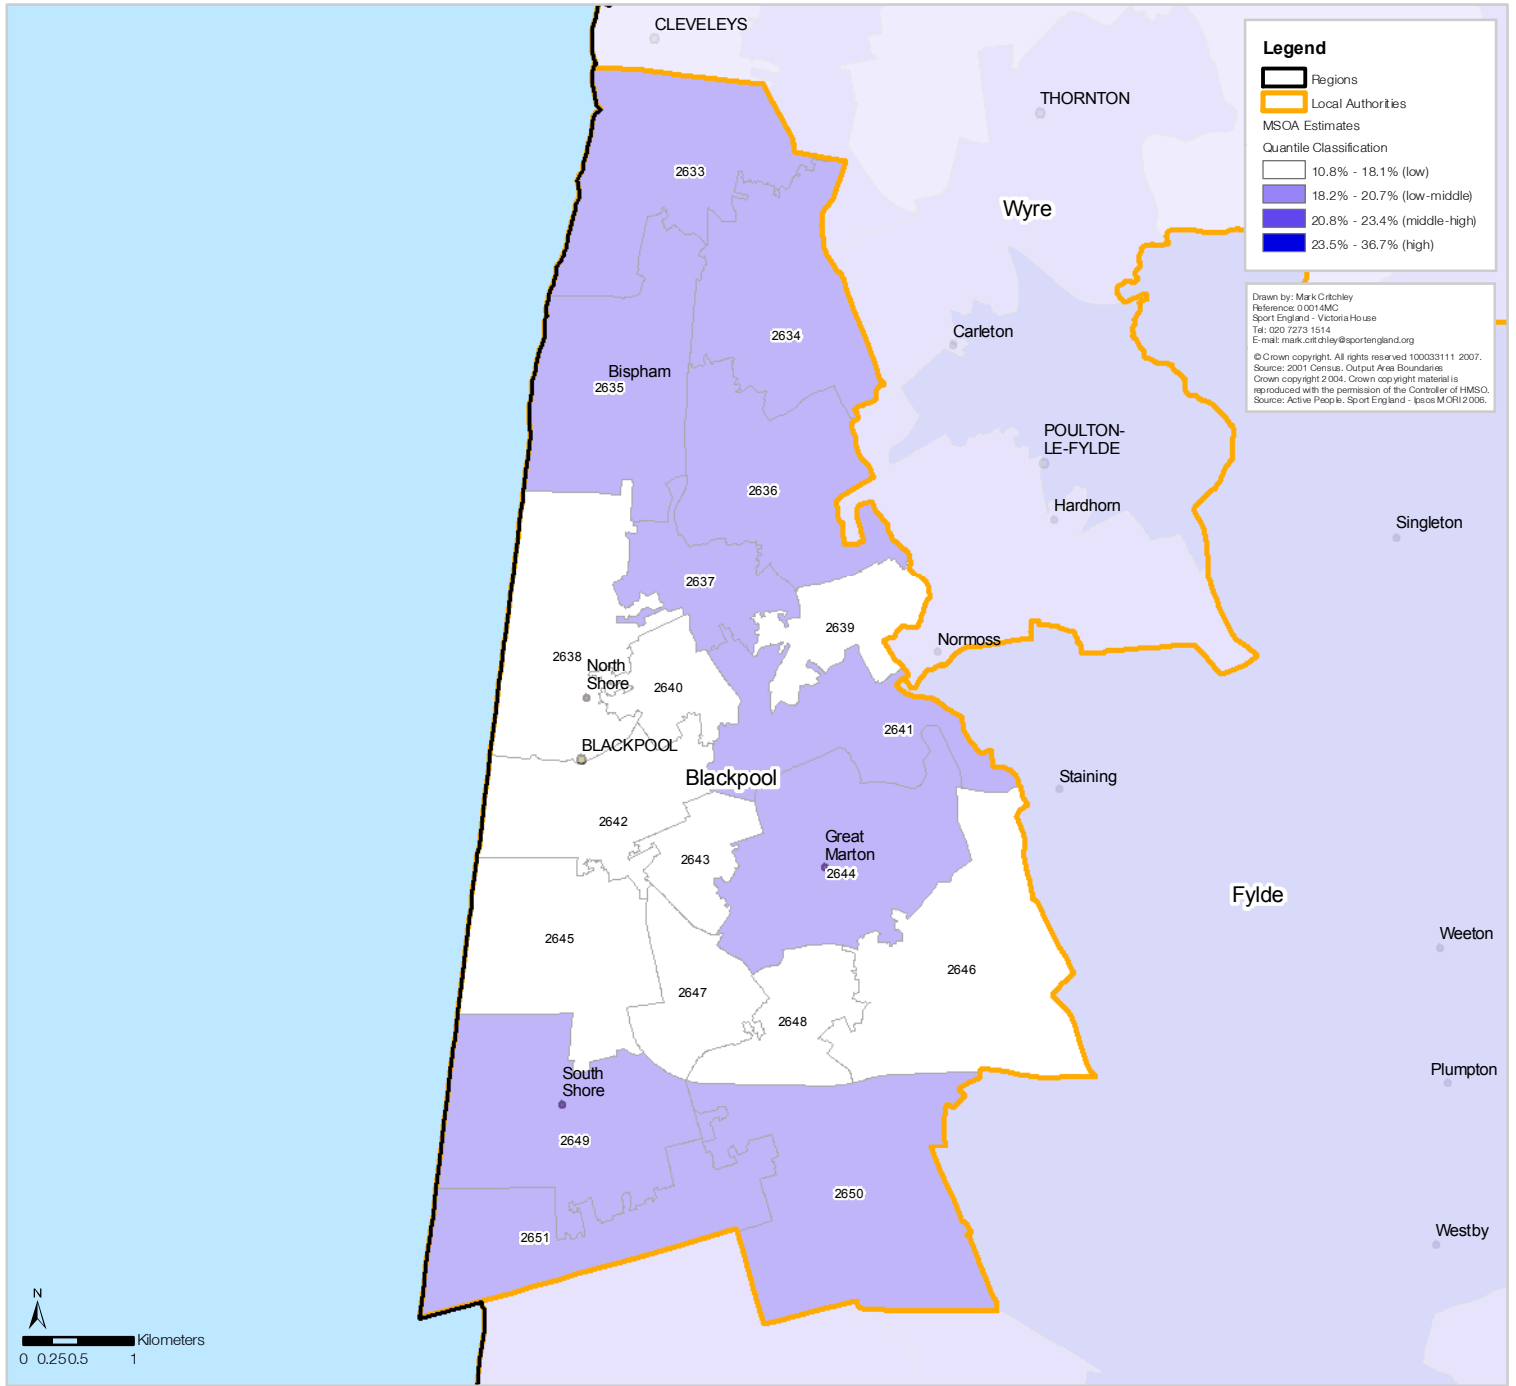 CLEVELEYS
THORNTON
Legend
Regions
Local Authorities
MSOA Estimates
Quantile Classification
10.8% - 18.1% (low)
18.2% - 20.7% (low-middle)
20.8% - 23.4% (middle-high)
23.5% - 36.7% (high)
Drawn by: Mark Critchley
Reference: 00014MC
Sport England - Victoria House
Tel: 020 7273 1514
E-mail: mark.critchley@sportengland.org
© Crown copyright. All rights reserved 100033111 2007.
Source: 2001 Census. Output Area Boundaries
Crown copyright 2004. Crown copyright material is
reproduced with the permission of the Controller of HMSO.
Source: Active People. Sport England - Ipsos MORI 2006.
2633
Wyre
2634
Carleton
Bispham
2635
POULTON-
LE-FYLDE
2636
Hardhorn
Singleton
2637
2639
Normoss
2638
North
Shore
2640
2641
BLACKPOOL
Blackpool
Staining
2642
Great
Marton
2643
2644
Fylde
2645
Weeton
2646
2647
2648
South
Shore
Plumpton
2649
2650
2651
Westby
N
Kilometers
0 0.25 0.5 1